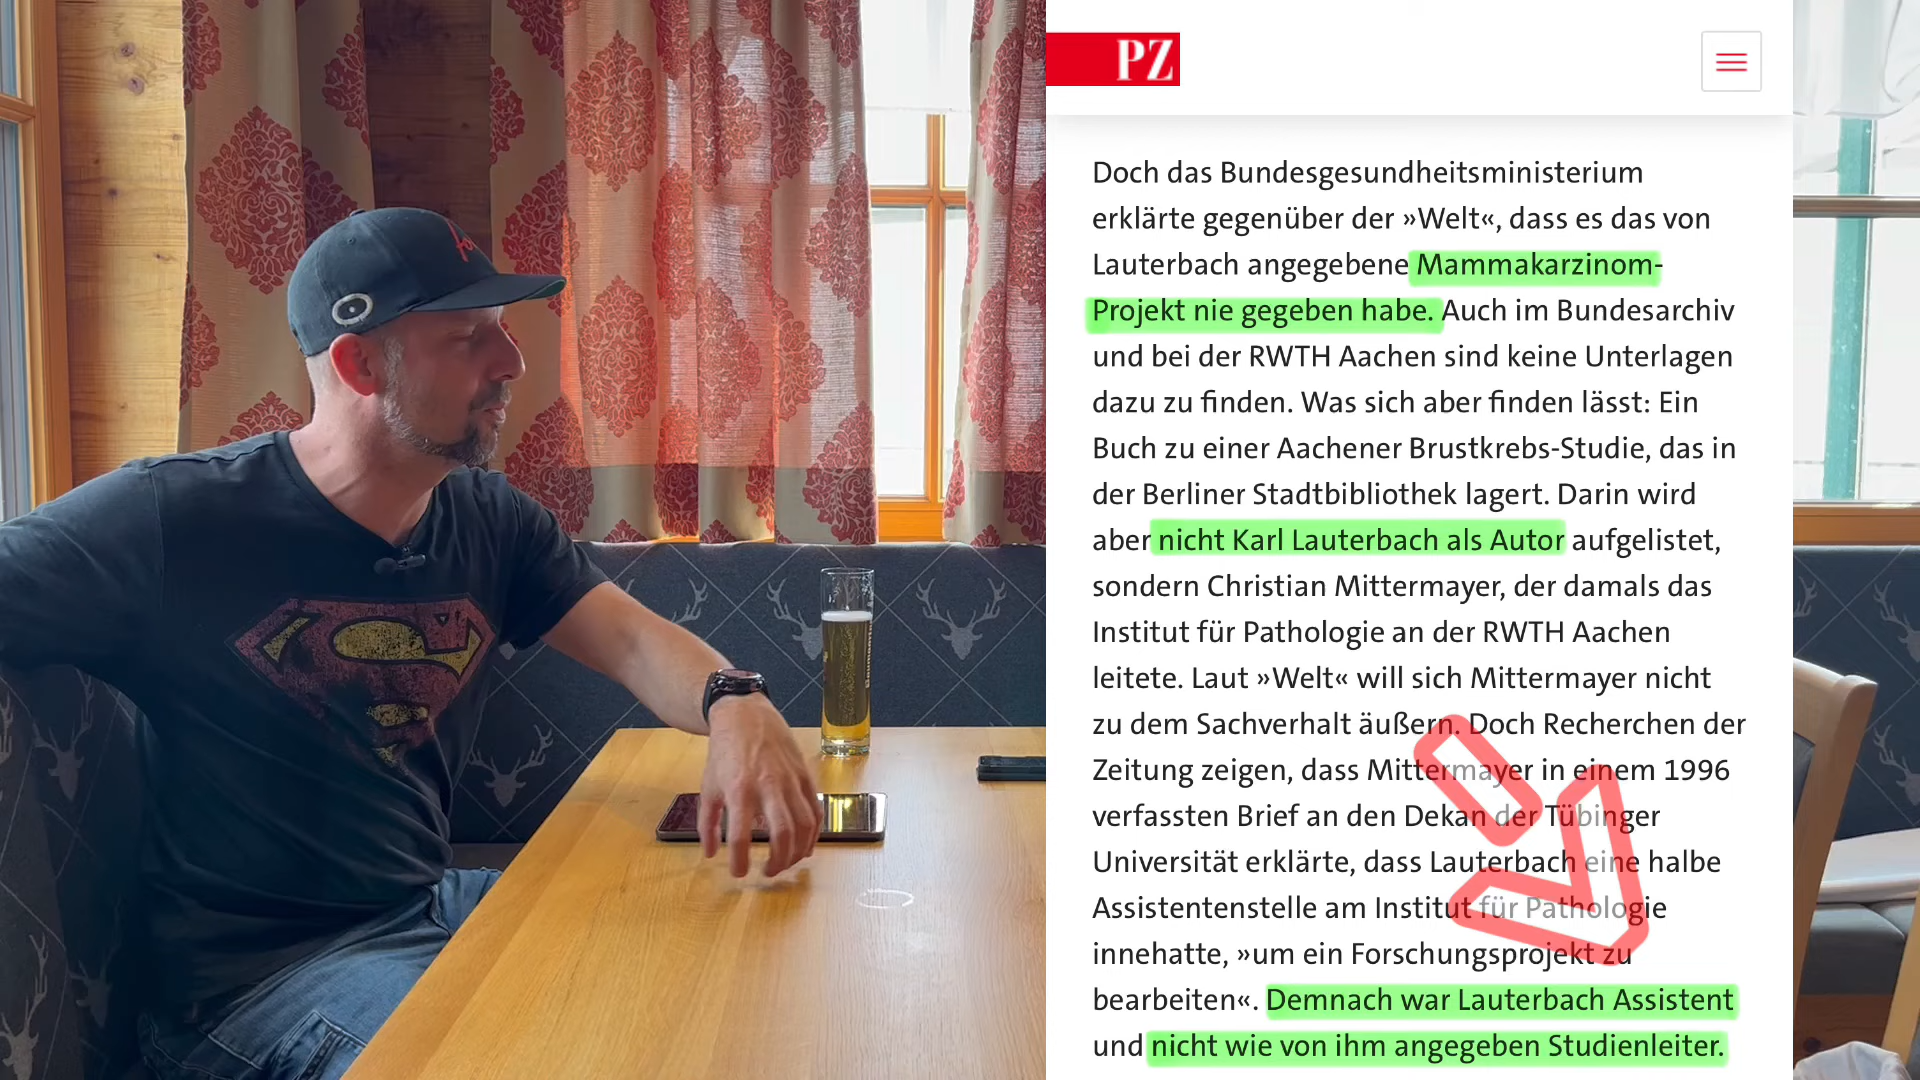 PZ
Doch das Bundesgesundheitsministerium
erklärte gegenüber der »Welt«, dass es das von
Lauterbach angegebene Mammakarzinom-
Projekt nie gegeben habe. Auch im Bundesarchiv
und bei der RWTH Aachen sind keine Unterlagen
dazu zu finden. Was sich aber finden lässt: Ein
Buch zu einer Aachener Brustkrebs-Studie, das in
der Berliner Stadtbibliothek lagert. Darin wird
aber nicht Karl Lauterbach als Autor aufgelistet,
sondern Christian Mittermayer, der damals das
Institut für Pathologie an der RWTH Aachen
leitete. Laut »Welt« will sich Mittermayer nicht
zu dem Sachverhalt äußern. Doch Recherchen der
Zeitung zeigen, dass Mittermayer in einem 1996
verfassten Brief an den Dekan der Tübinger
Universität erklärte, dass Lauterbach eine halbe
Assistentenstelle am Institut für Pathologie
innehatte, »um ein Forschungsprojekt zu
bearbeiten«. Demnach war Lauterbach Assistent
und nicht wie von ihm angegeben Studienleiter.